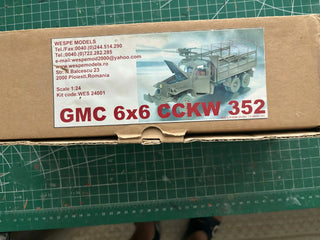 WESPE MODELS
Tel./Fax:0040.(0)244.514.290
Tel:0040.(0)722.282.285
e-mail:wespemod2000@yahoo.com
www.wespemodels.ro
Str. N.Balcescu 23
2000 Ploiesti,Romania
Scale 1:24
Kit code:WES 24001
GMC 6x6 CCKW 352